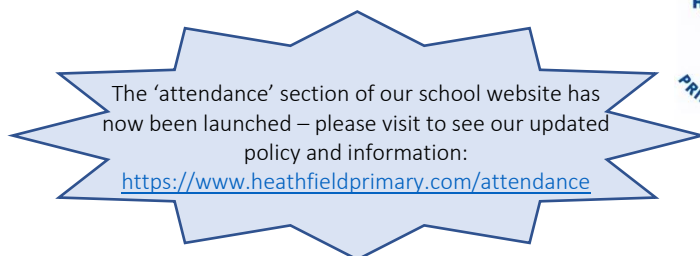 The ‘attendance’ section of our school website has
now been launched – please visit to see our updated
policy and information:
https://www.heathfieldprimary.com/attendance